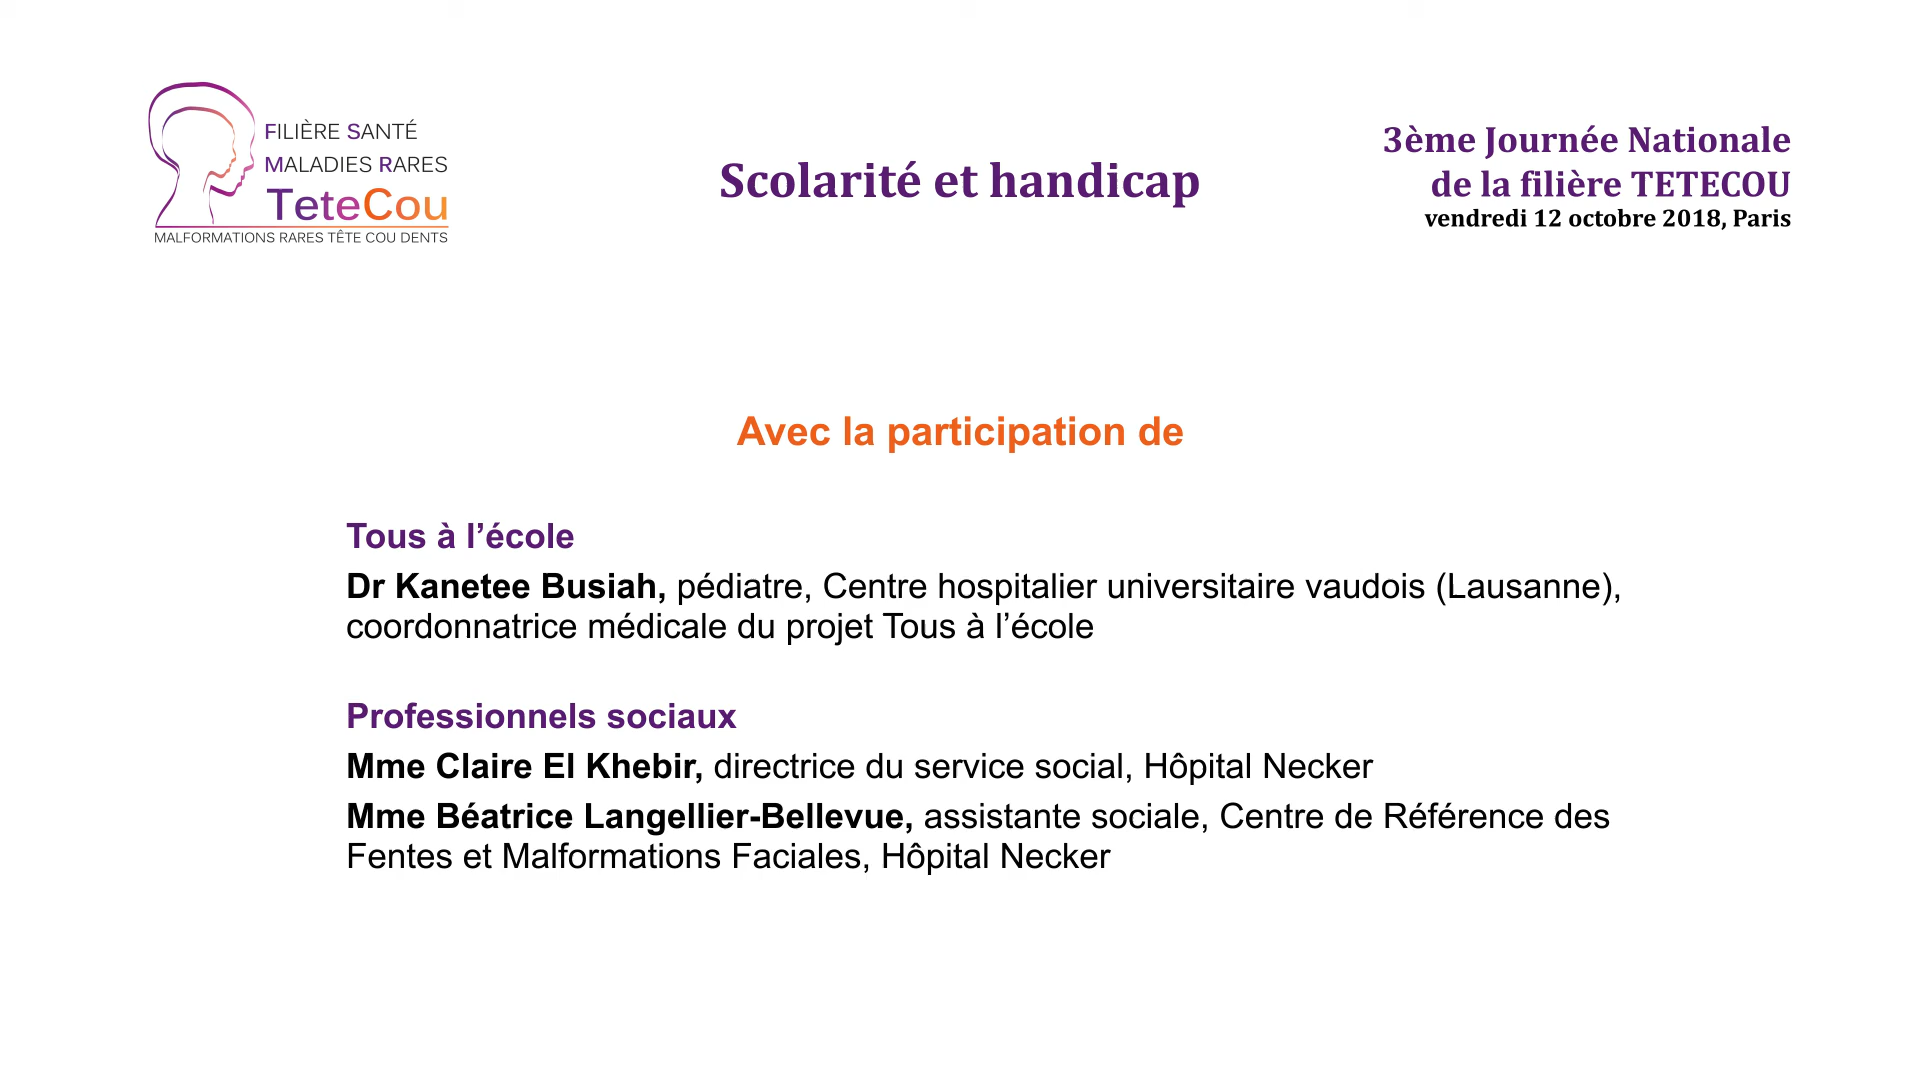 FILIÈRE SANTÉ
MALADIES RARES
TeteCou
MALFORMATIONS RARES TÊTE COU DENTS
Scolarité et handicap
3ème Journée Nationale
de la filière TETECOU
vendredi 12 octobre 2018, Paris
Avec la participation de
Tous à l’école
Dr Kanetee Busiah, pédiatre, Centre hospitalier universitaire vaudois (Lausanne),
coordonnatrice médicale du projet Tous à l’école
Professionnels sociaux
Mme Claire El Khebir, directrice du service social, Hôpital Necker
Mme Béatrice Langellier-Bellevue, assistante sociale, Centre de Référence des
Fentes et Malformations Faciales, Hôpital Necker